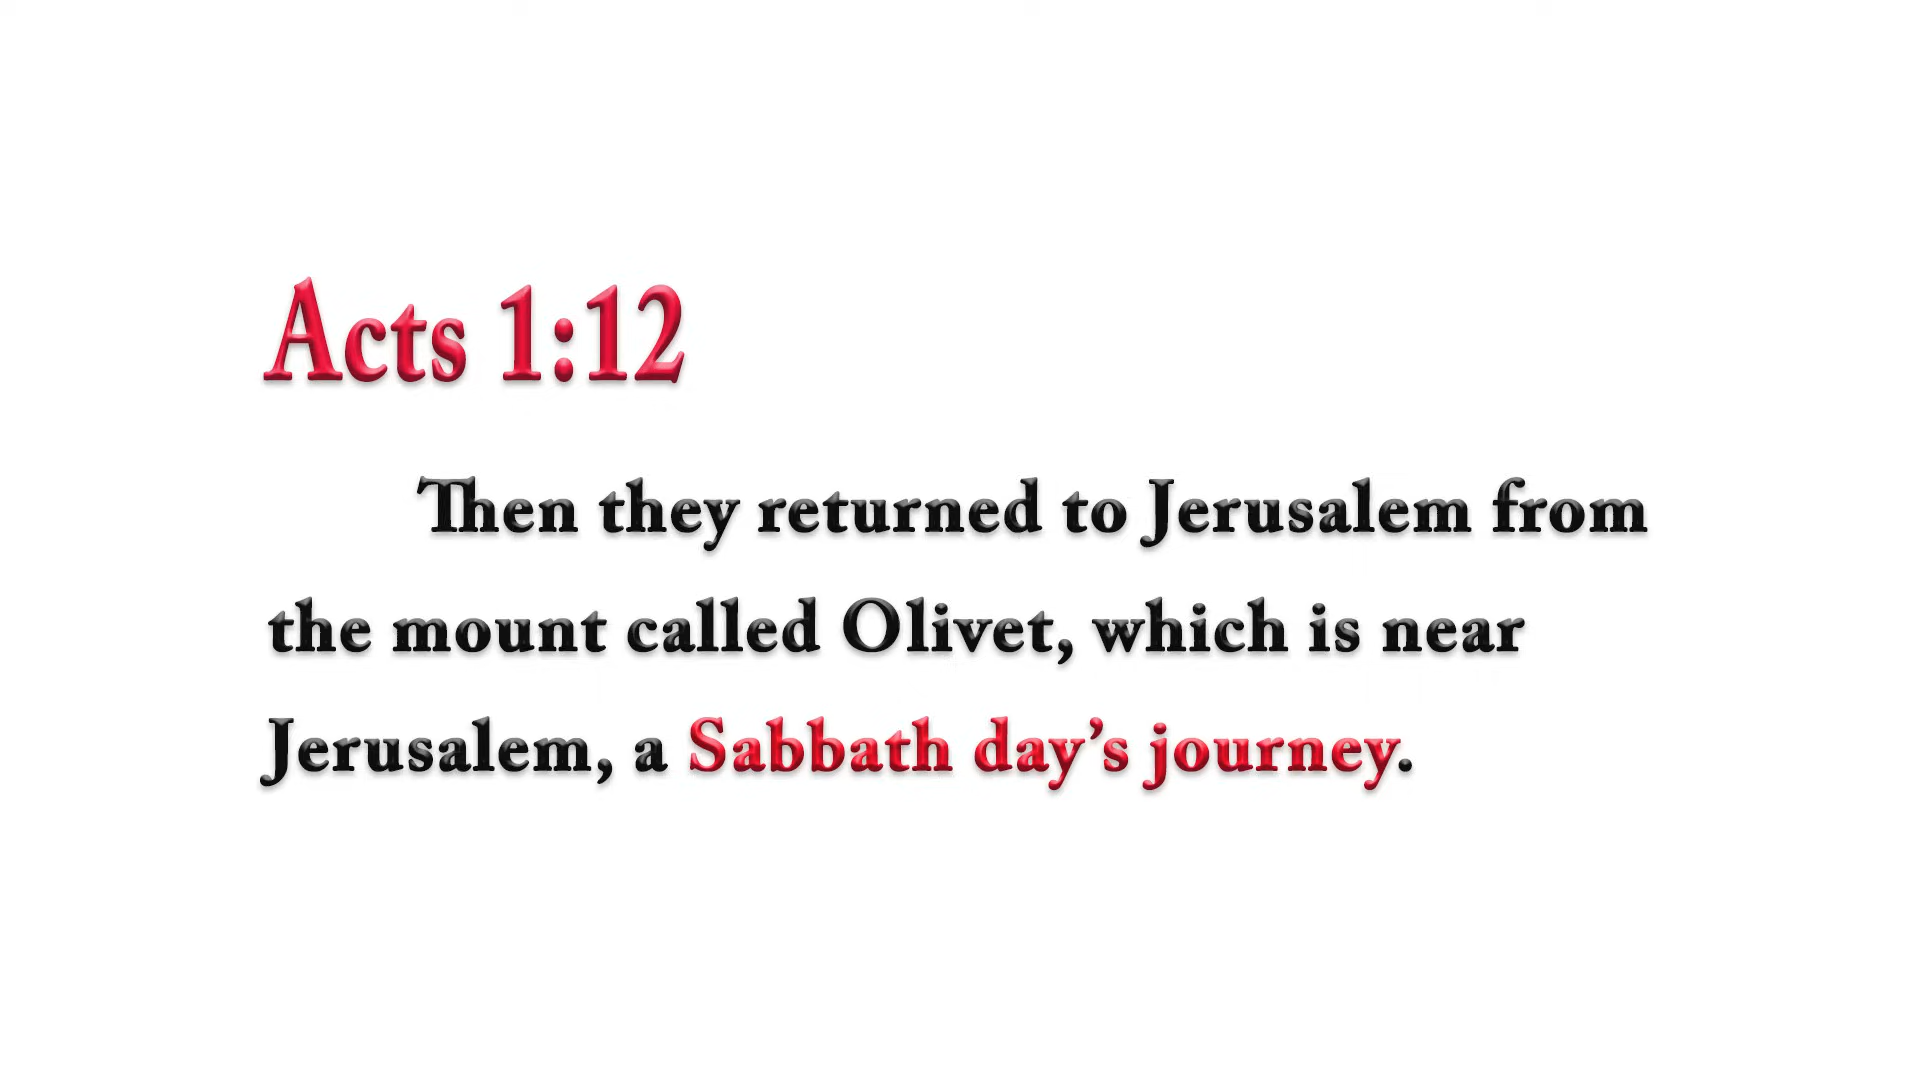 Acts 1:12
Then they returned to Jerusalem from
the mount called Olivet, which is near
Jerusalem, a Sabbath day’s journey.